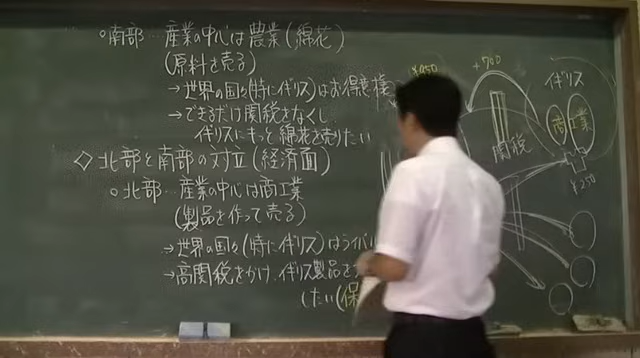 ○南部… 産業の中心は農業(綿花)
(原料を売る)
→世界の国々(特にイギリス)はお得意様
→できるだけ関税をなくし
イギリスにもっと綿花を売りたい
◇北部と南部の対立(経済面)
○北部… 産業の中心は商工業
(製品を作って売る)
→世界の国々(特にイギリス)はライバル
→高関税をかけ、イギリス製品を
したい(保
+700
関税
イギリス
商工業
¥250